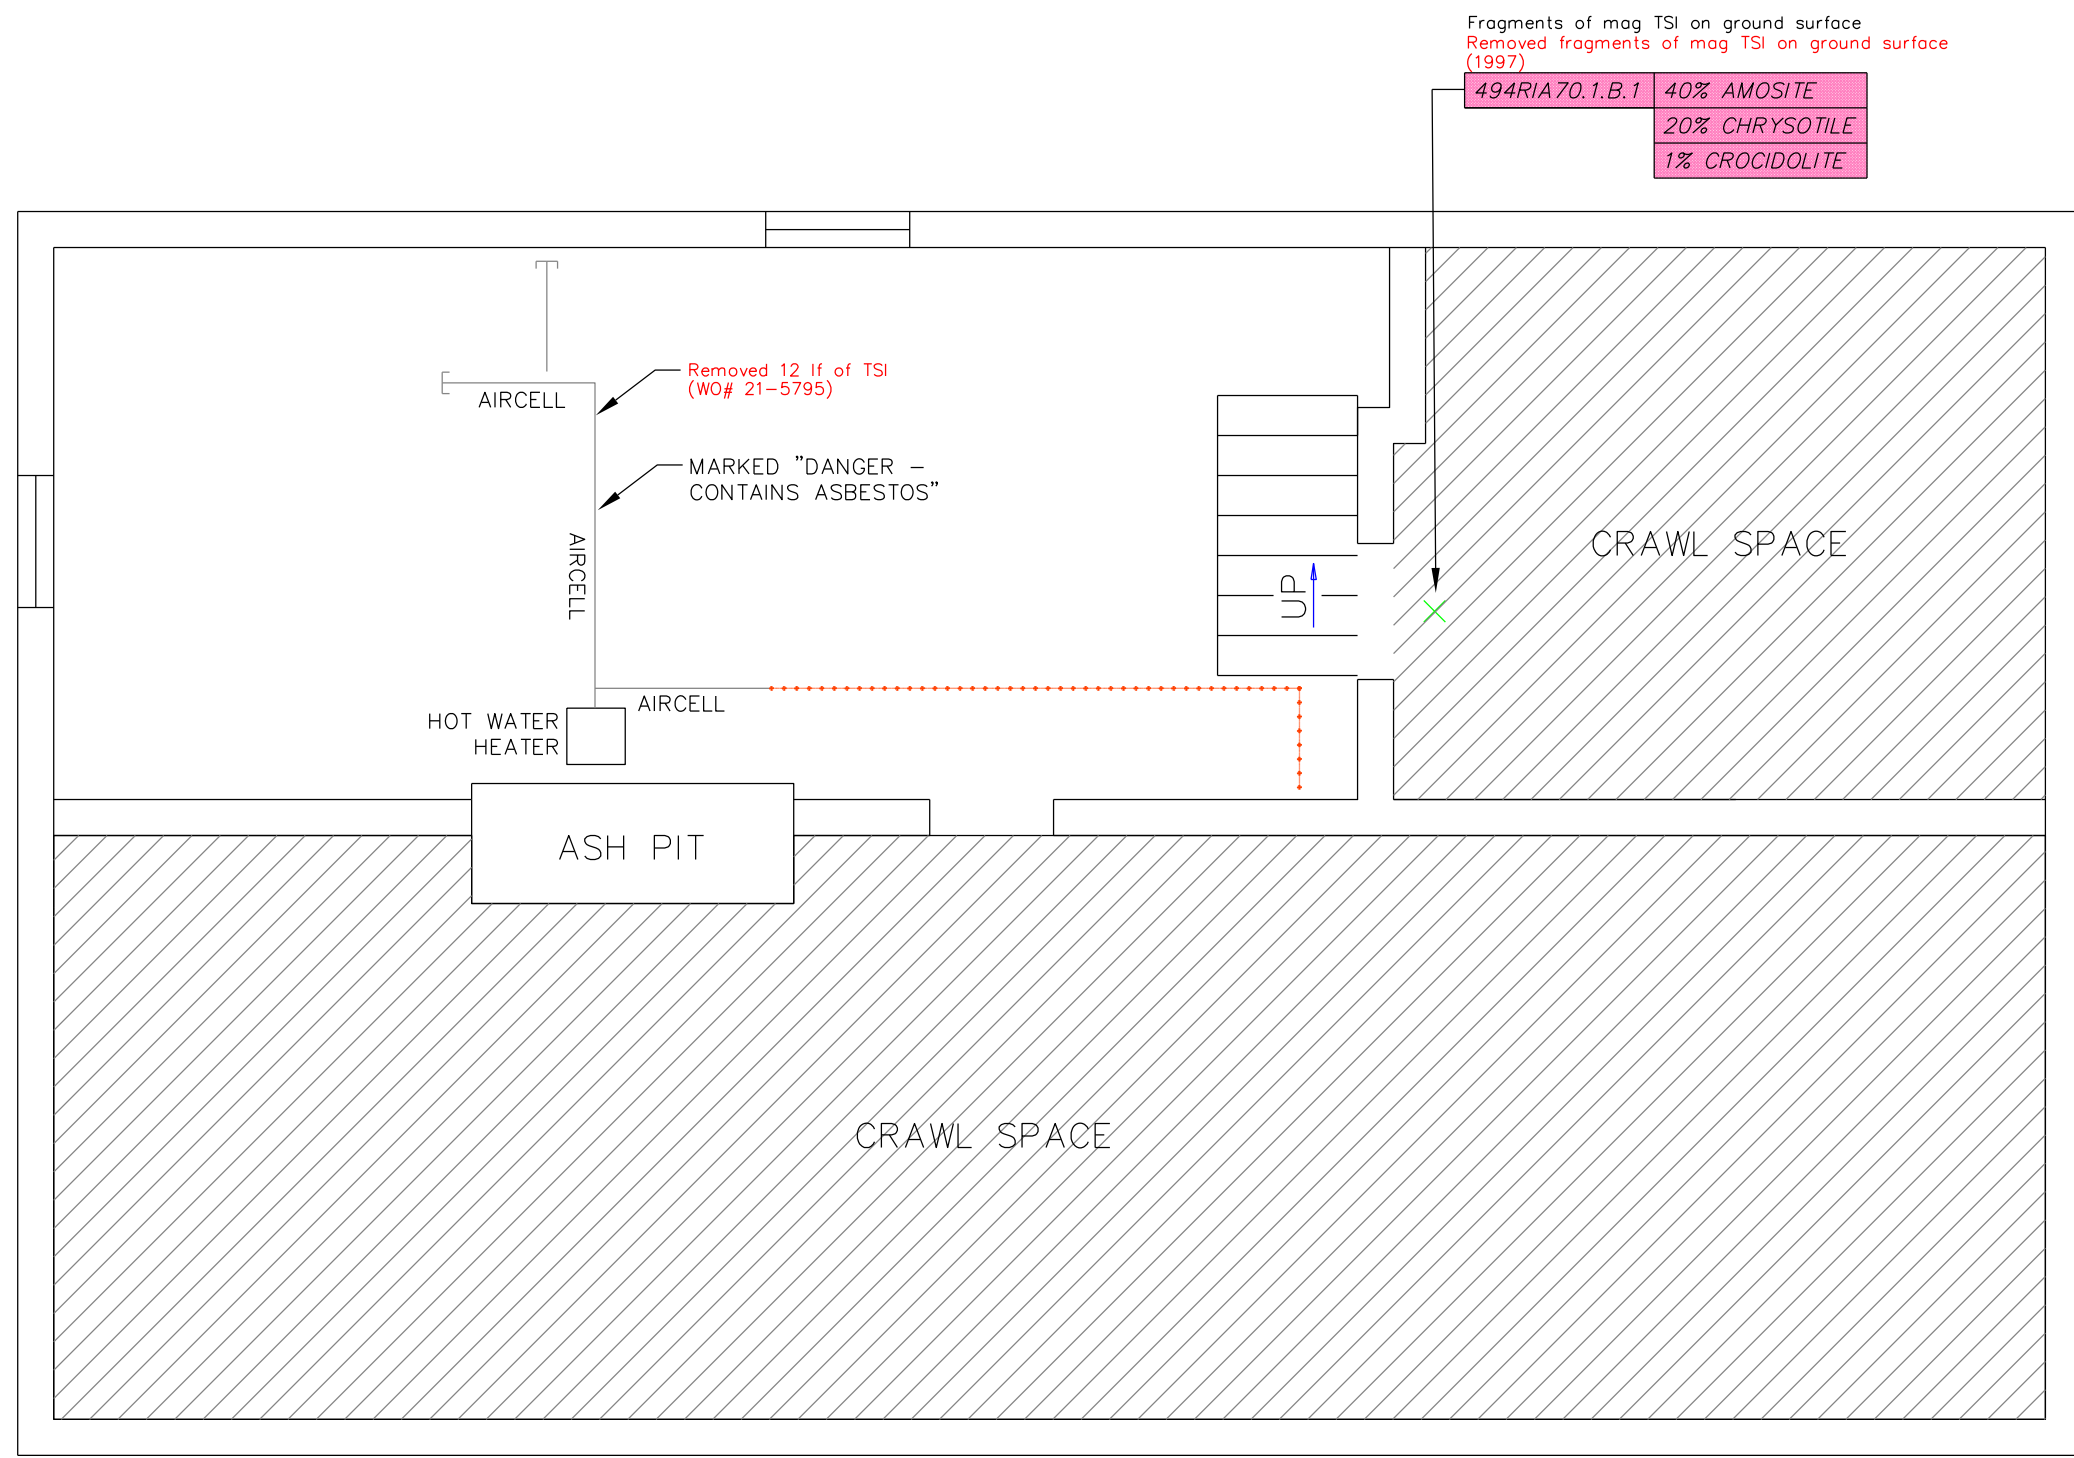 Fragments of mag TSI on ground surface
Removed fragments of mag TSI on ground surface
(1997)
494RIA70.1.B.1 40% AMOSITE
20% CHRYSOTILE
1% CROCIDOLITE
Removed 12 lf of TSI
(WO# 21-5795)
AIRCELL
MARKED "DANGER -
CONTAINS ASBESTOS"
AIRCELL
CRAWL SPACE
UP
AIRCELL
HOT WATER
HEATER
ASH PIT
CRAWL SPACE